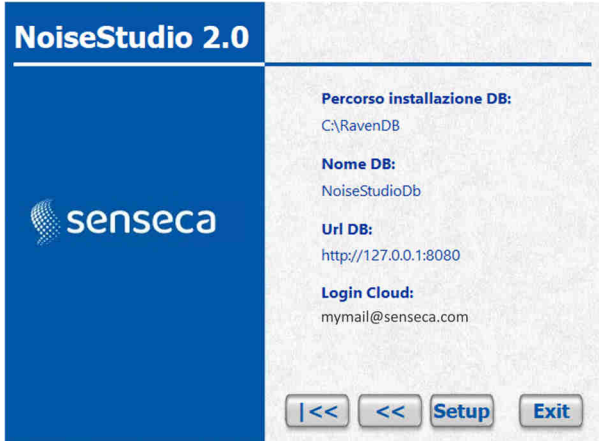 NoiseStudio 2.0
senseca
Percorso installazione DB:
C:\RavenDB
Nome DB:
NoiseStudioDb
Url DB:
http://127.0.0.1:8080
Login Cloud:
mymail@senseca.com
|<< << Setup Exit